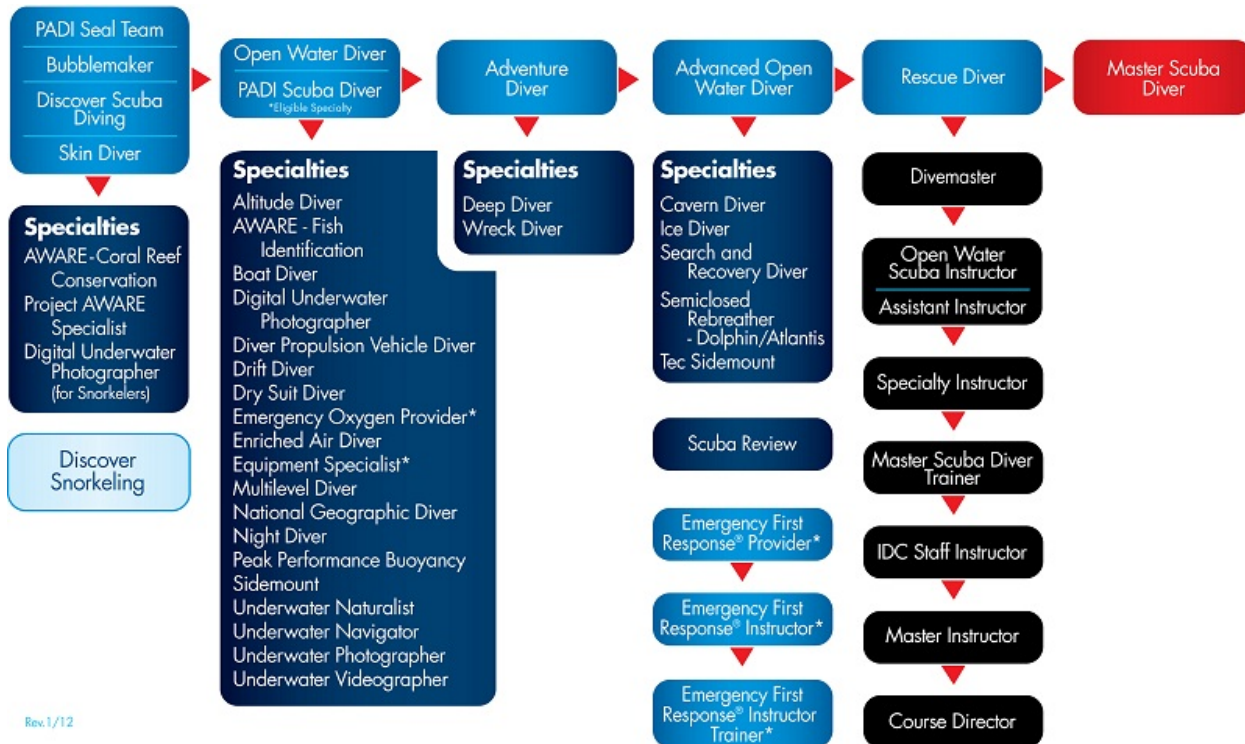 PADI Seal Team
Bubblemaker
Discover Scuba
Diving
Skin Diver
Specialties
AWARE - Coral Reef
Conservation
Project AWARE
Specialist
Digital Underwater
Photographer
(for Snorkelers)
Discover
Snorkeling
Open Water Diver
PADI Scuba Diver
*Eligible Specialty
Specialties
Altitude Diver
AWARE - Fish
Identification
Boat Diver
Digital Underwater
Photographer
Diver Propulsion Vehicle Diver
Drift Diver
Dry Suit Diver
Emergency Oxygen Provider*
Enriched Air Diver
Equipment Specialist*
Multilevel Diver
National Geographic Diver
Night Diver
Peak Performance Buoyancy
Sidemount
Underwater Naturalist
Underwater Navigator
Underwater Photographer
Underwater Videographer
Adventure
Diver
Specialties
Deep Diver
Wreck Diver
Advanced Open
Water Diver
Specialties
Cavern Diver
Ice Diver
Search and
Recovery Diver
Semiclosed
Rebreather
- Dolphin/Atlantis
Tec Sidemount
Scuba Review
Emergency First
Response® Provider*
Emergency First
Response® Instructor*
Emergency First
Response® Instructor
Trainer*
Rescue Diver
Divemaster
Open Water
Scuba Instructor
Assistant Instructor
Specialty Instructor
Master Scuba Diver
Trainer
IDC Staff Instructor
Master Instructor
Course Director
Master Scuba
Diver
Rev.1/12